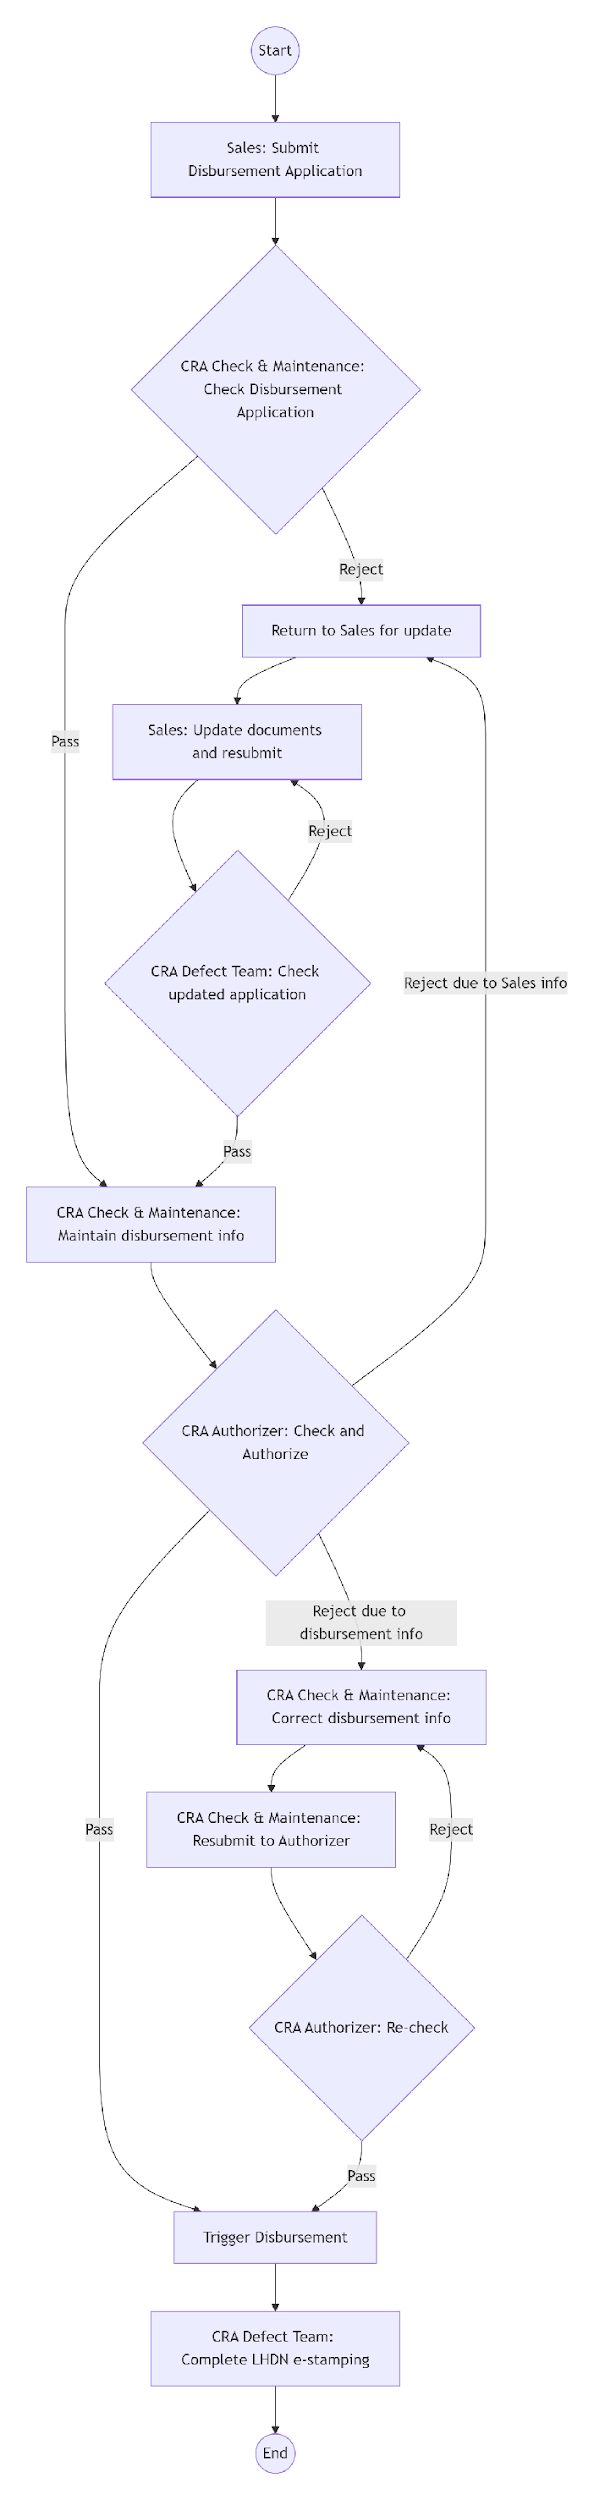 Start
Sales: Submit
Disbursement Application
CRA Check & Maintenance:
Check Disbursement
Application
Reject
Return to Sales for update
Sales: Update documents
and resubmit
Pass
Reject
CRA Defect Team: Check
updated application
Reject due to Sales info
Pass
CRA Check & Maintenance:
Maintain disbursement info
CRA Authorizer: Check and
Authorize
Reject due to
disbursement info
CRA Check & Maintenance:
Correct disbursement info
CRA Check & Maintenance:
Resubmit to Authorizer
Pass
Reject
CRA Authorizer: Re-check
Pass
Trigger Disbursement
CRA Defect Team:
Complete LHDN e-stamping
End